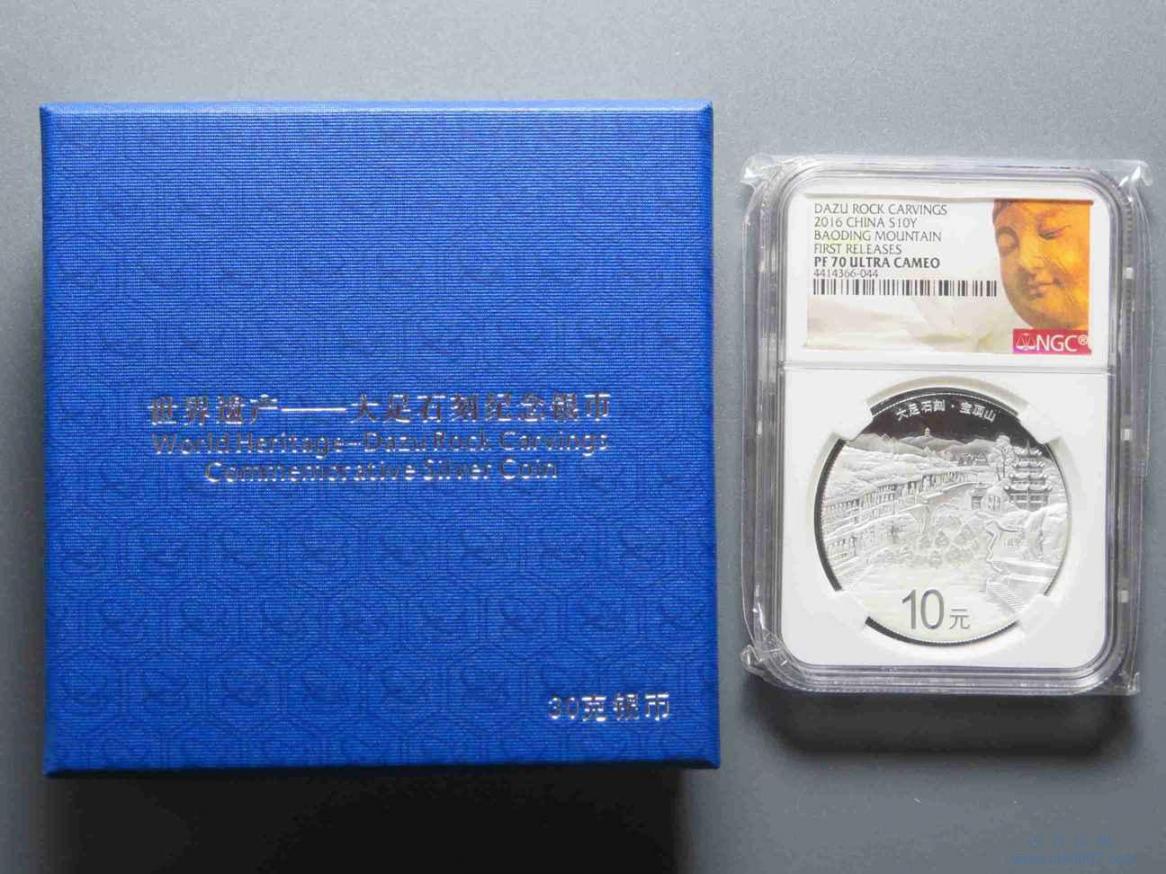 世界遗产——大足石刻纪念银币
World Heritage-Dazu Rock Carvings
Commemorative Silver Coin
30克银币
DAZU ROCK CARVINGS
2016 CHINA S10Y
BAODING MOUNTAIN
FIRST RELEASES
PF 70 ULTRA CAMEO
4414366-044
NGC®
大足石刻·宝顶山
10元